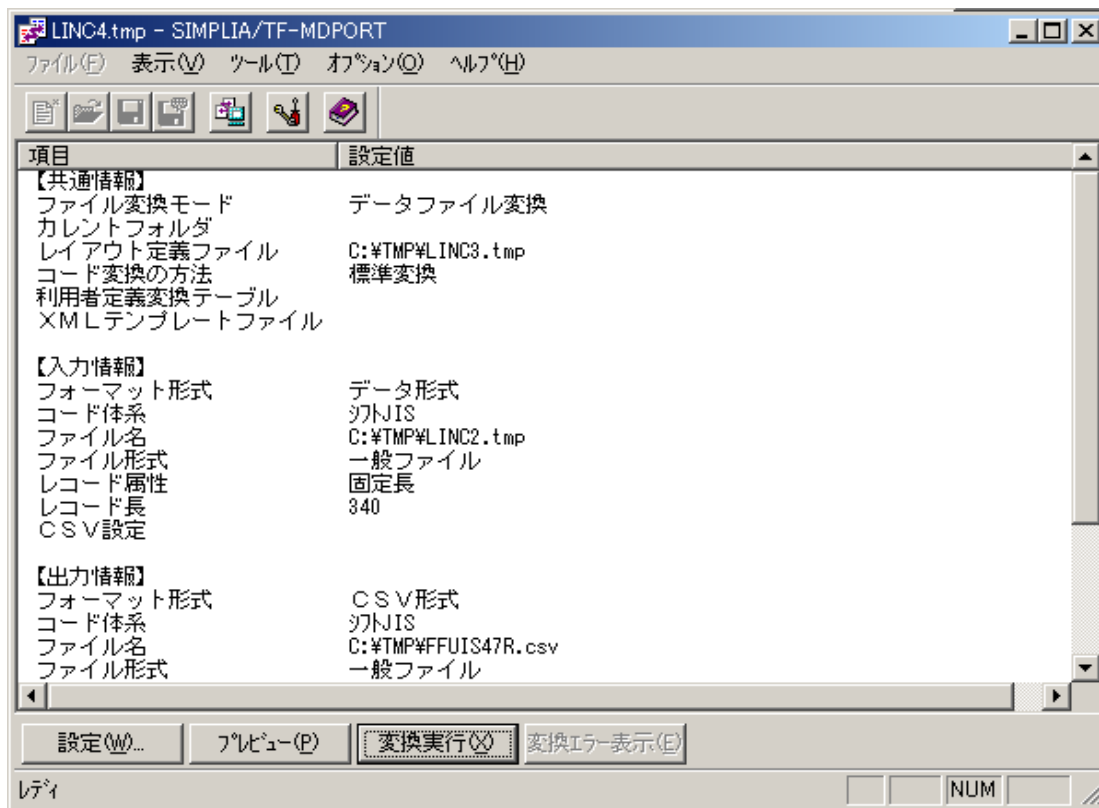 LINC4.tmp - SIMPLIA/TF-MDPORT
ファイル(F) 表示(V) ツール(T) オプション(O) ヘルプ(H)
項目 設定値
【共通情報】
ファイル変換モード データファイル変換
カレントフォルダ
レイアウト定義ファイル C:¥TMP¥LINC3.tmp
コード変換の方法 標準変換
利用者定義変換テーブル
XMLテンプレートファイル
【入力情報】
フォーマット形式 データ形式
コード体系 シフトJIS
ファイル名 C:¥TMP¥LINC2.tmp
ファイル形式 一般ファイル
レコード属性 固定長
レコード長 340
CSV設定
【出力情報】
フォーマット形式 CSV形式
コード体系 シフトJIS
ファイル名 C:¥TMP¥FFUIS47R.csv
ファイル形式 一般ファイル
設定(W)... プレビュー(P) 変換実行(X) 変換エラー表示(E)
レディ NUM